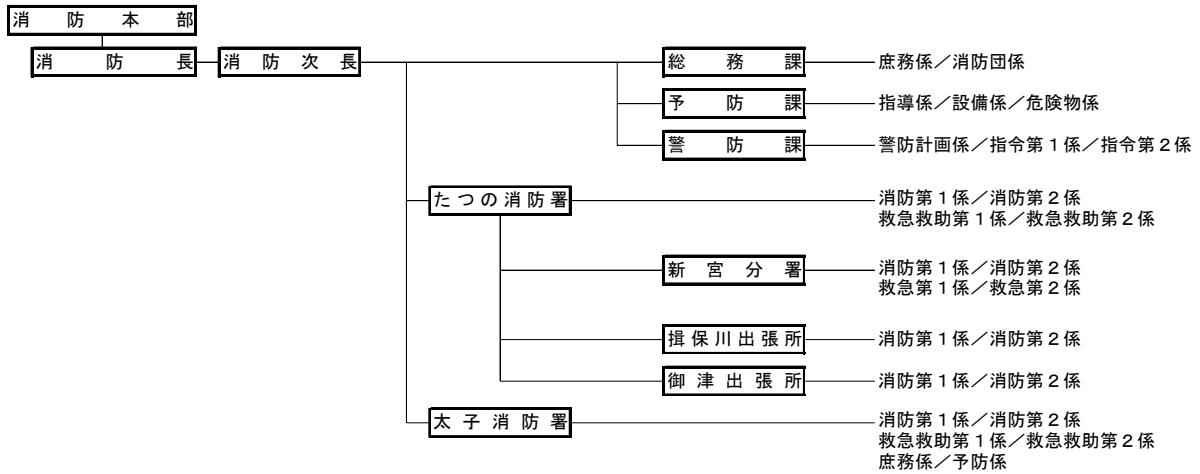 消防本部
消防長 消防次長 総務課 庶務係／消防団係
予防課 指導係／設備係／危険物係
警防課 警防計画係／指令第１係／指令第２係
たつの消防署 消防第１係／消防第２係
救急救助第１係／救急救助第２係
新宮分署 消防第１係／消防第２係
救急第１係／救急第２係
揖保川出張所 消防第１係／消防第２係
御津出張所 消防第１係／消防第２係
太子消防署 消防第１係／消防第２係
救急救助第１係／救急救助第２係
庶務係／予防係